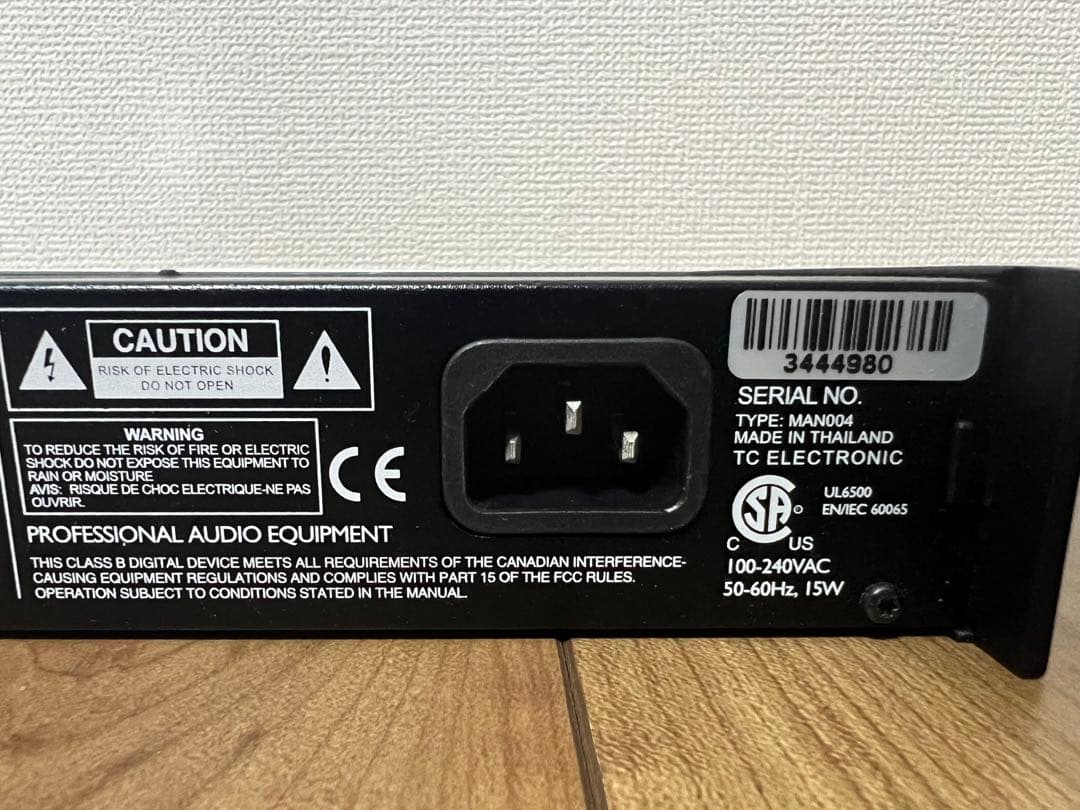 CAUTION
RISK OF ELECTRIC SHOCK
DO NOT OPEN
WARNING
TO REDUCE THE RISK OF FIRE OR ELECTRIC
SHOCK DO NOT EXPOSE THIS EQUIPMENT TO
RAIN OR MOISTURE
AVIS: RISQUE DE CHOC ELECTRIQUE-NE PAS
OUVRIR.
CE
PROFESSIONAL AUDIO EQUIPMENT
THIS CLASS B DIGITAL DEVICE MEETS ALL REQUIREMENTS OF THE CANADIAN INTERFERENCE-
CAUSING EQUIPMENT REGULATIONS AND COMPLIES WITH PART 15 OF THE FCC RULES.
OPERATION SUBJECT TO CONDITIONS STATED IN THE MANUAL.
3444980
SERIAL NO.
TYPE: MAN004
MADE IN THAILAND
TC ELECTRONIC
CSA ®
C US
UL6500
EN/IEC 60065
100-240VAC
50-60Hz, 15W